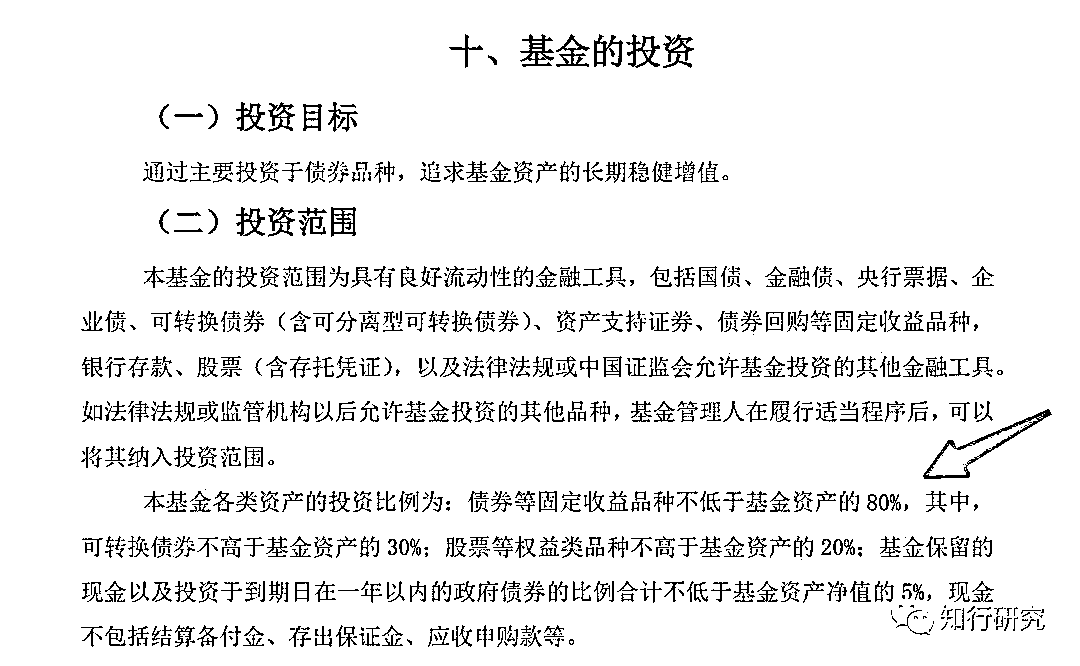 十、基金的投资
（一）投资目标
通过主要投资于债券品种，追求基金资产的长期稳健增值。
（二）投资范围
本基金的投资范围为具有良好流动性的金融工具，包括国债、金融债、央行票据、企
业债、可转换债券（含可分离型可转换债券）、资产支持证券、债券回购等固定收益品种，
银行存款、股票（含存托凭证），以及法律法规或中国证监会允许基金投资的其他金融工具。
如法律法规或监管机构以后允许基金投资的其他品种，基金管理人在履行适当程序后，可以
将其纳入投资范围。
本基金各类资产的投资比例为：债券等固定收益品种不低于基金资产的80%，其中，
可转换债券不高于基金资产的30%；股票等权益类品种不高于基金资产的20%；基金保留的
现金以及投资于到期日在一年以内的政府债券的比例合计不低于基金资产净值的5%，现金
不包括结算备付金、存出保证金、应收申购款等。
知行研究